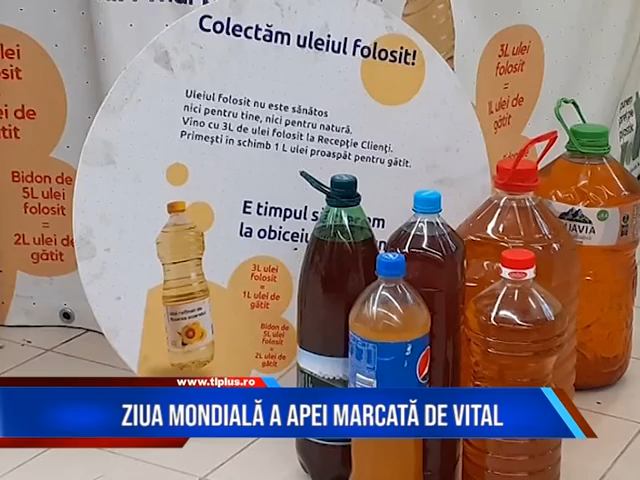 Colectăm uleiul folosit!
Uleiul folosit nu este sănătos
nici pentru tine, nici pentru natură.
Vino cu 3L de ulei folosit la Recepție Clienți.
Primești în schimb 1 L ulei proaspăt pentru gătit.
E timpul
la obiceiu
3L ulei
folosit
=
1L ulei de
gătit
Bidon de
5L ulei
folosit
=
2L ulei de
gătit
ulei
osit
=
ei de
tit
Bidon de
5L ulei
folosit
=
2L ulei de
gătit
3L ulei
folosit
=
1L ulei de
gătit
pepsi
www.tlplus.ro
ZIUA MONDIALĂ A APEI MARCATĂ DE VITAL